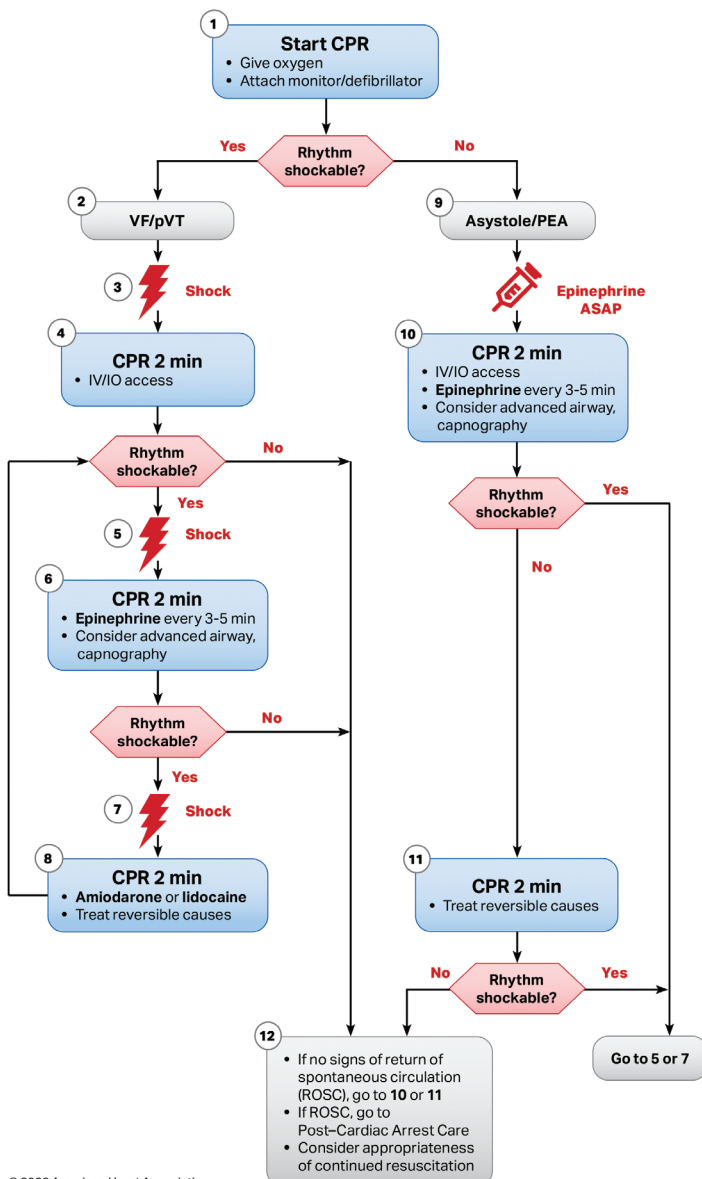 1
Start CPR
• Give oxygen
• Attach monitor/defibrillator
Rhythm
shockable?
Yes
No
2
VF/pVT
3
Shock
4
CPR 2 min
• IV/IO access
Rhythm
shockable?
No
Yes
5
Shock
6
CPR 2 min
• Epinephrine every 3-5 min
• Consider advanced airway,
capnography
Rhythm
shockable?
No
Yes
7
Shock
8
CPR 2 min
• Amiodarone or lidocaine
• Treat reversible causes
9
Asystole/PEA
Epinephrine
ASAP
10
CPR 2 min
• IV/IO access
• Epinephrine every 3-5 min
• Consider advanced airway,
capnography
Rhythm
shockable?
Yes
No
11
CPR 2 min
• Treat reversible causes
Rhythm
shockable?
No
Yes
12
• If no signs of return of
spontaneous circulation
(ROSC), go to 10 or 11
• If ROSC, go to
Post–Cardiac Arrest Care
• Consider appropriateness
of continued resuscitation
Go to 5 or 7